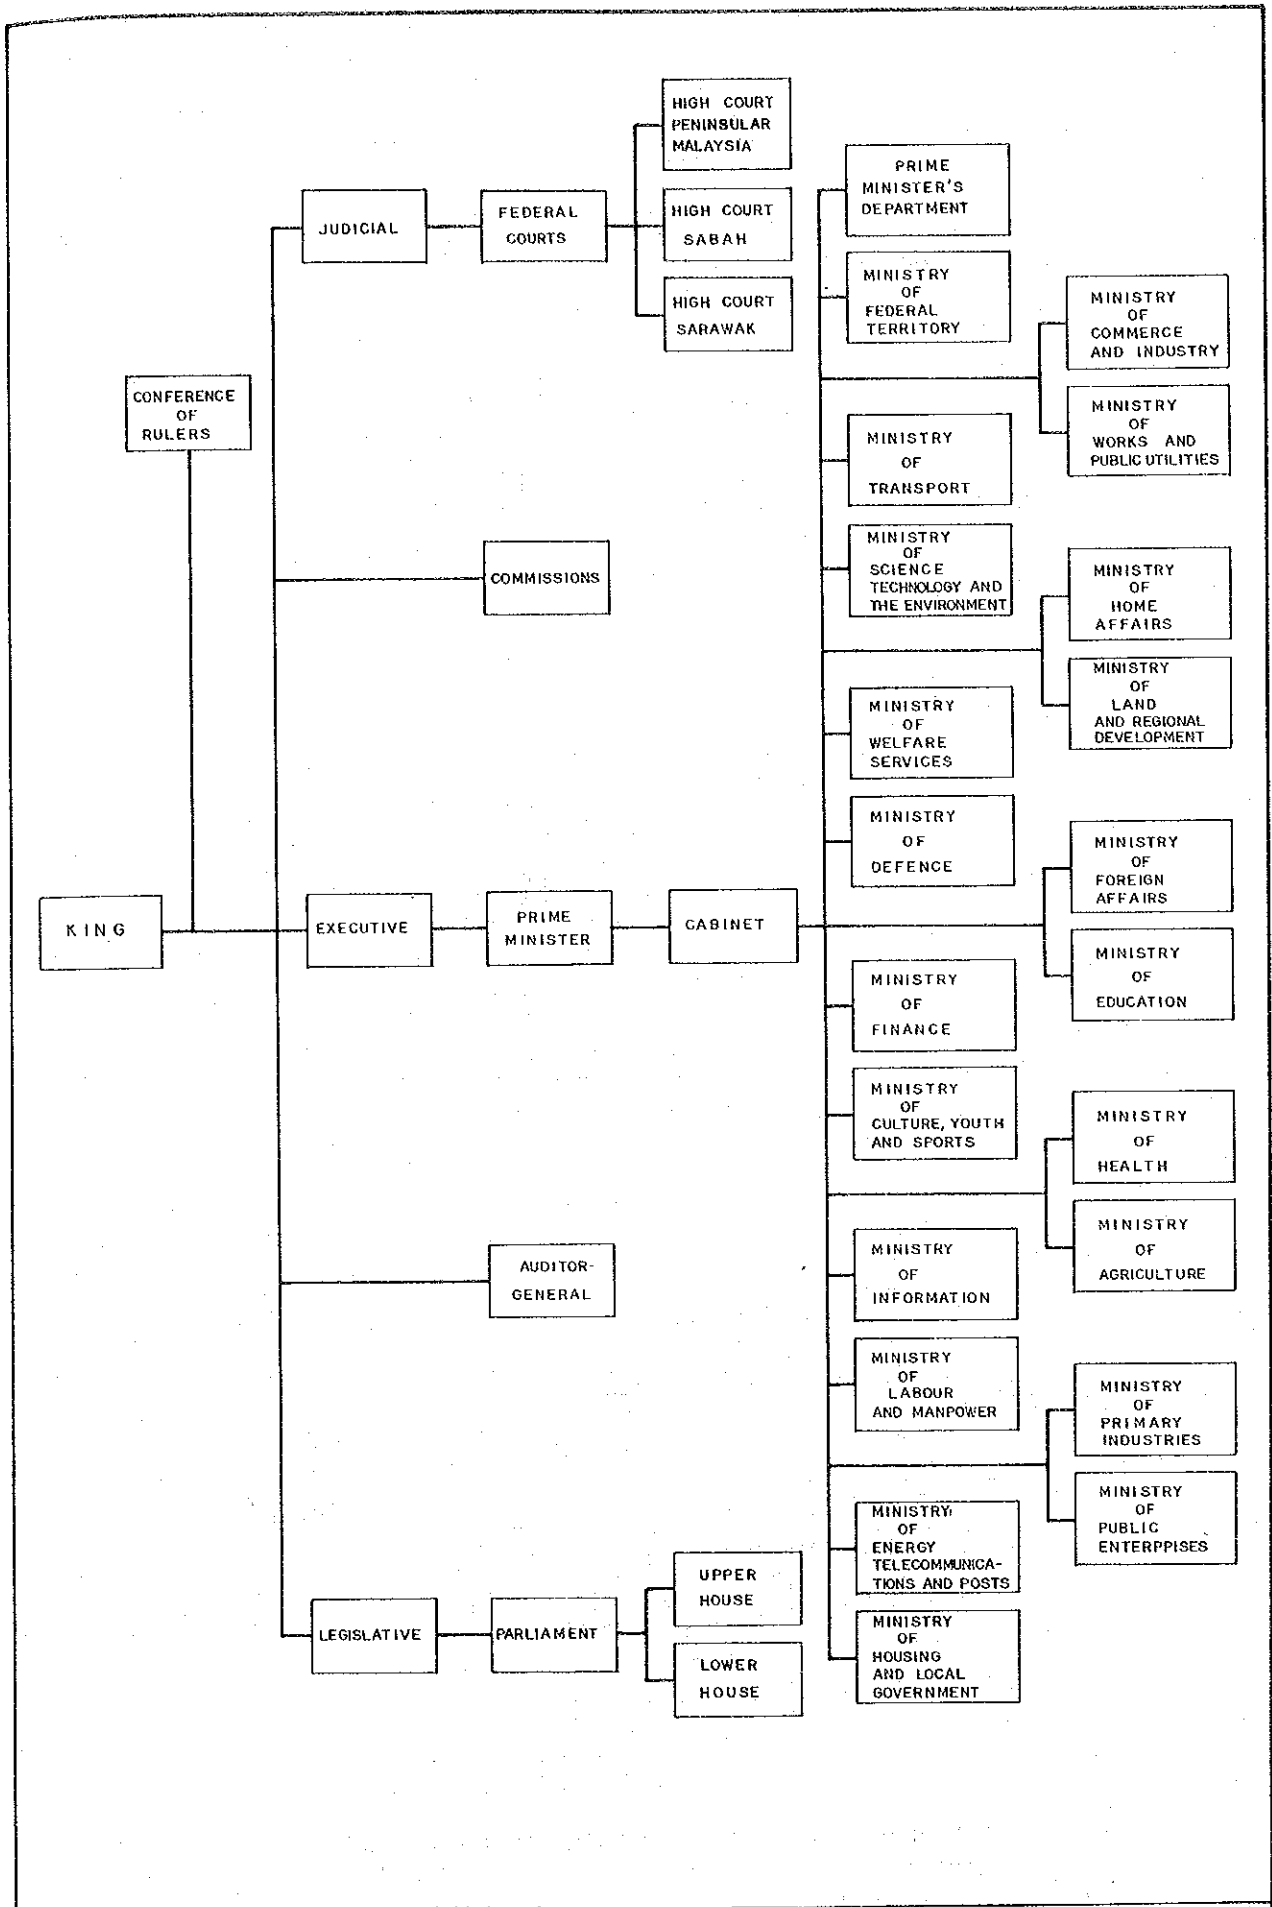 HIGH COURT
PENINSULAR
MALAYSIA
JUDICIAL
FEDERAL
COURTS
HIGH COURT
SABAH
HIGH COURT
SARAWAK
CONFERENCE
OF
RULERS
COMMISSIONS
KING
EXECUTIVE
PRIME
MINISTER
CABINET
AUDITOR-
GENERAL
LEGISLATIVE
PARLIAMENT
UPPER
HOUSE
LOWER
HOUSE
PRIME
MINISTER'S
DEPARTMENT
MINISTRY
OF
FEDERAL
TERRITORY
MINISTRY
OF
COMMERCE
AND INDUSTRY
MINISTRY
OF
WORKS AND
PUBLIC UTILITIES
MINISTRY
OF
TRANSPORT
MINISTRY
OF
SCIENCE
TECHNOLOGY AND
THE ENVIRONMENT
MINISTRY
OF
HOME
AFFAIRS
MINISTRY
OF
LAND
AND REGIONAL
DEVELOPMENT
MINISTRY
OF
WELFARE
SERVICES
MINISTRY
OF
DEFENCE
MINISTRY
OF
FOREIGN
AFFAIRS
MINISTRY
OF
EDUCATION
MINISTRY
OF
FINANCE
MINISTRY
OF
CULTURE, YOUTH
AND SPORTS
MINISTRY
OF
HEALTH
MINISTRY
OF
AGRICULTURE
MINISTRY
OF
INFORMATION
MINISTRY
OF
LABOUR
AND MANPOWER
MINISTRY
OF
PRIMARY
INDUSTRIES
MINISTRY
OF
PUBLIC
ENTERPPISES
MINISTRY
OF
ENERGY
TELECOMMUNICA-
TIONS AND POSTS
MINISTRY
OF
HOUSING
AND LOCAL
GOVERNMENT